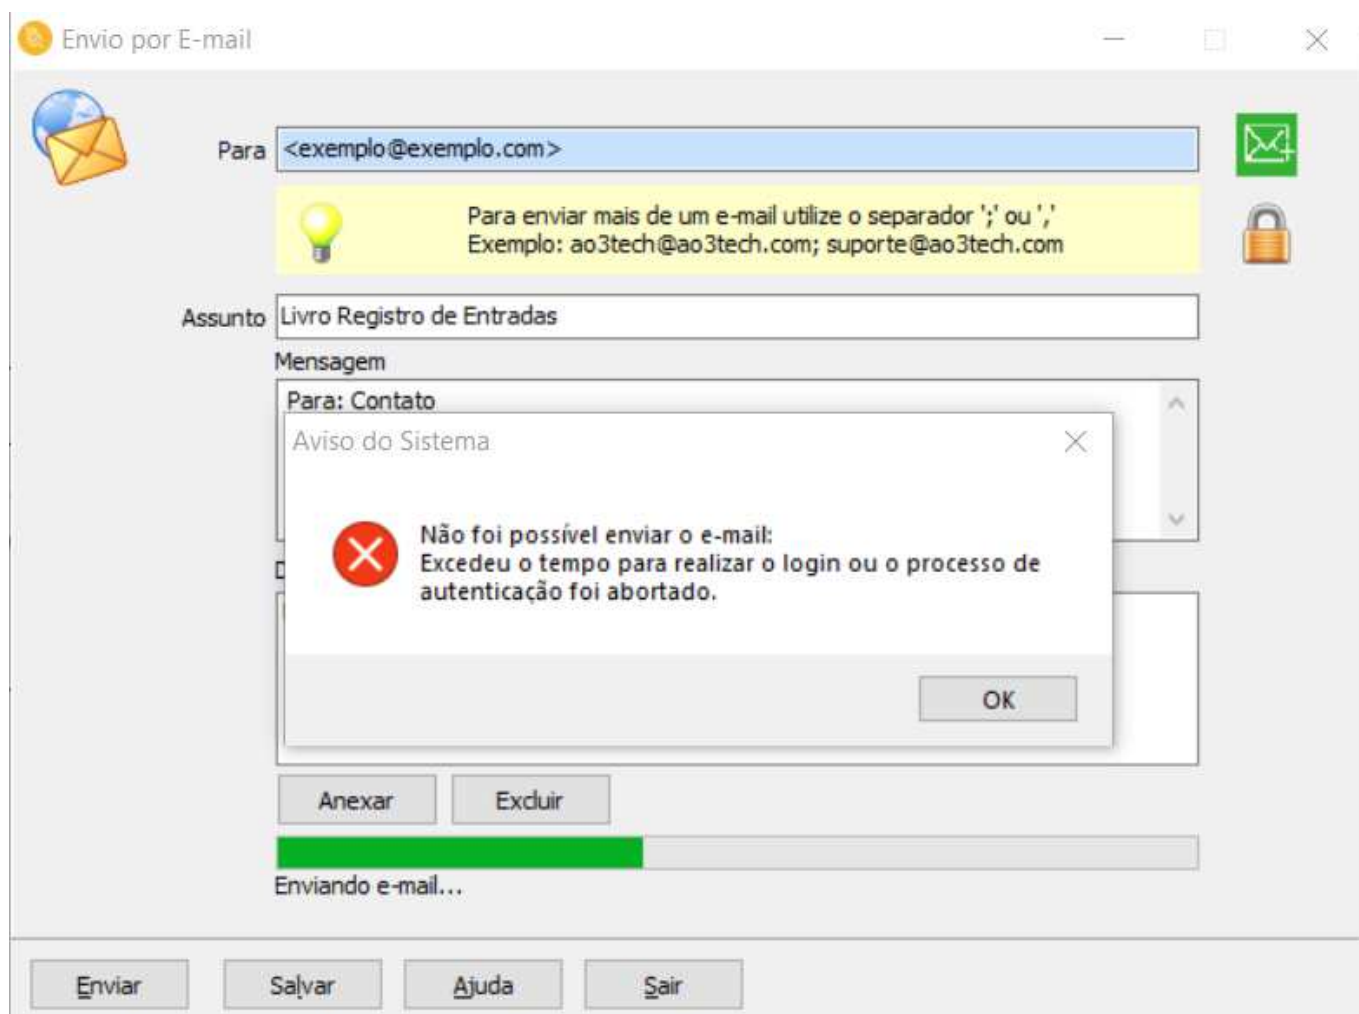 Envio por E-mail
Para <exemplo@exemplo.com>
Para enviar mais de um e-mail utilize o separador ';' ou ','
Exemplo: ao3tech@ao3tech.com; suporte@ao3tech.com
Assunto Livro Registro de Entradas
Mensagem
Para: Contato
Aviso do Sistema
Não foi possível enviar o e-mail:
Excedeu o tempo para realizar o login ou o processo de
autenticação foi abortado.
OK
Anexar Excluir
Enviando e-mail...
Enviar Salvar Ajuda Sair